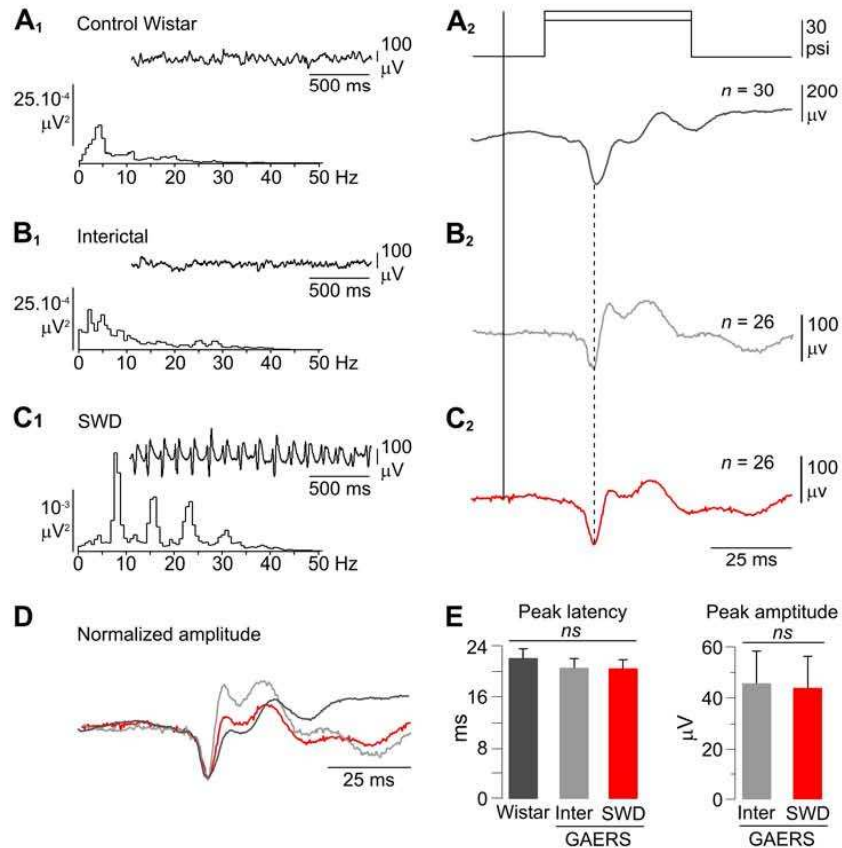 A1 Control Wistar
100
μV
500 ms
25.10-4
μV2
0 10 20 30 40 50 Hz
A2
30
psi
n = 30
200
μv
B1 Interictal
100
μV
500 ms
25.10-4
μV2
0 10 20 30 40 50 Hz
B2
n = 26
100
μv
C1 SWD
100
μV
500 ms
10-3
μV2
0 10 20 30 40 50 Hz
C2
n = 26
100
μv
25 ms
D
Normalized amplitude
25 ms
E
Peak latency
ns
24
16
8
0
ms
Wistar Inter SWD
GAERS
Peak amptitude
ns
60
40
20
0
μV
Inter SWD
GAERS